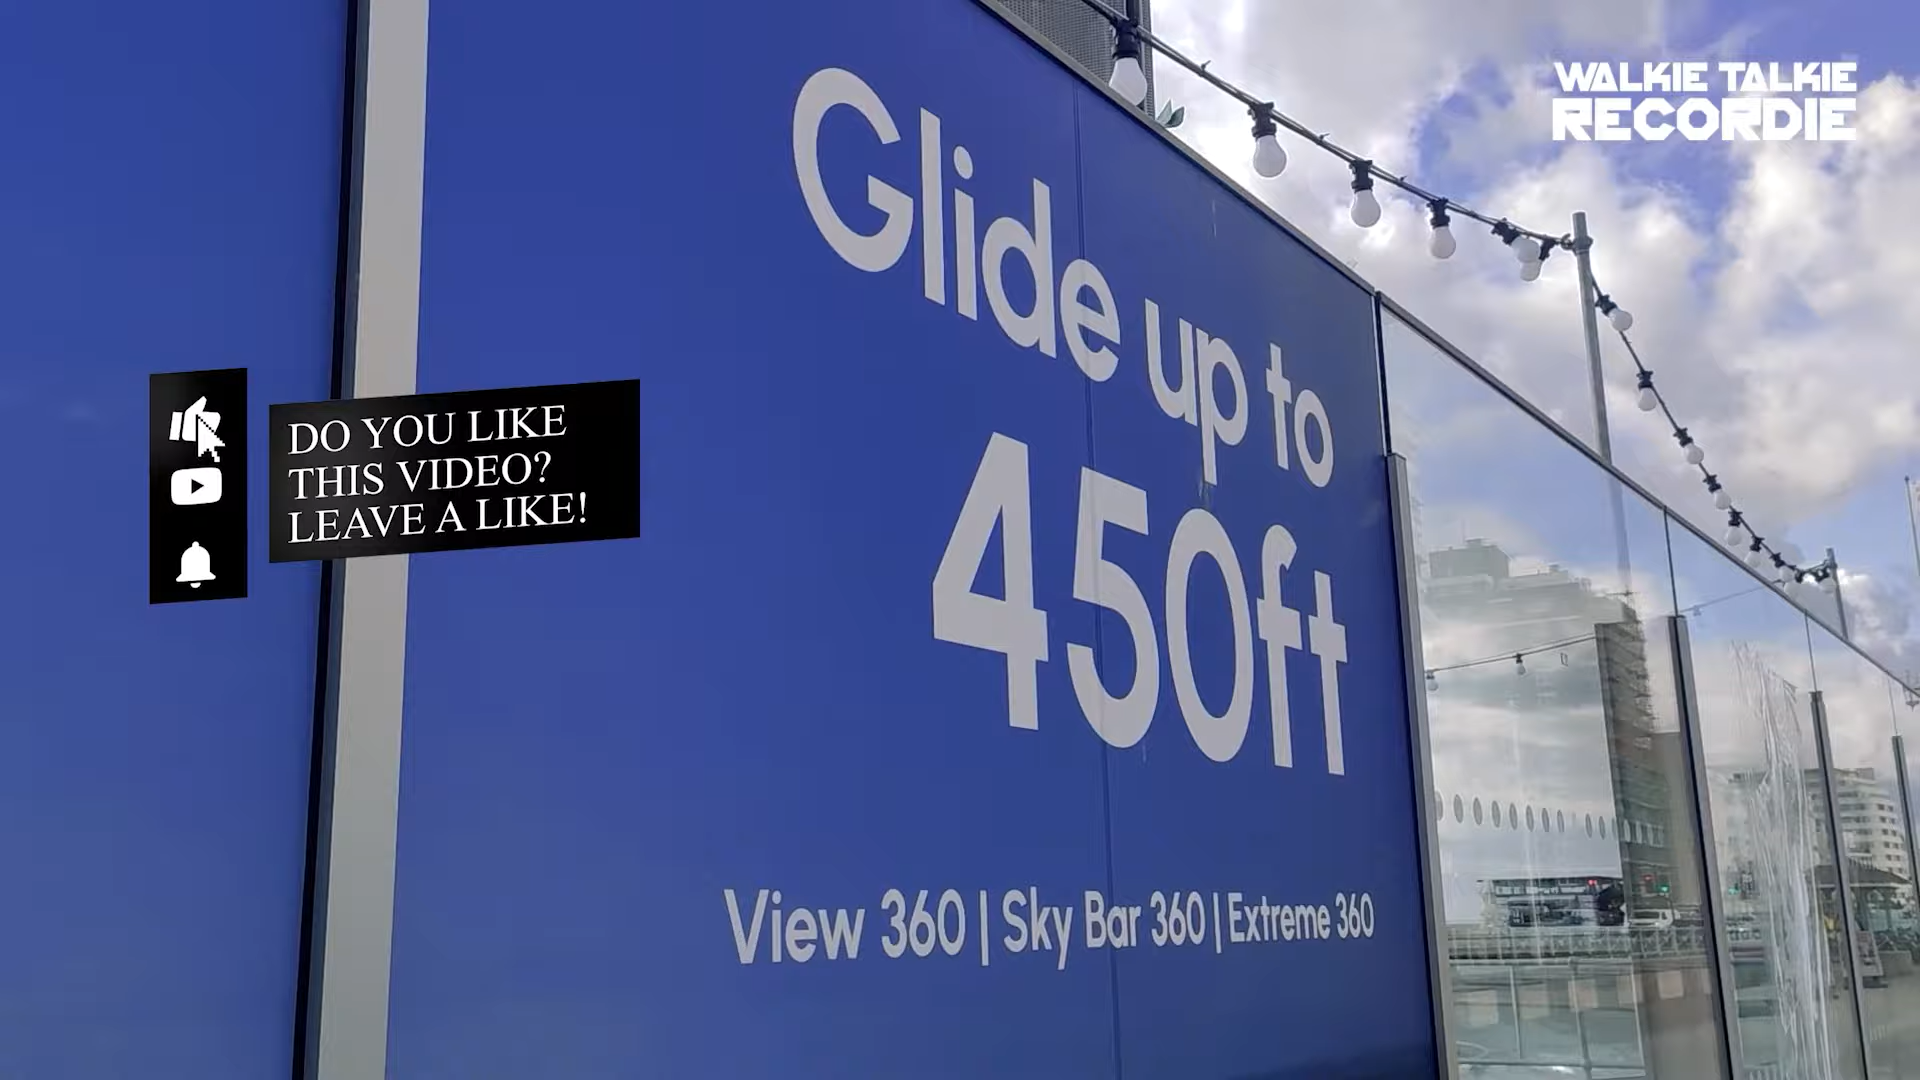 WALKIE TALKIE
RECORDIE
Glide up to
450ft
DO YOU LIKE
THIS VIDEO?
LEAVE A LIKE!
View 360 | Sky Bar 360 | Extreme 360